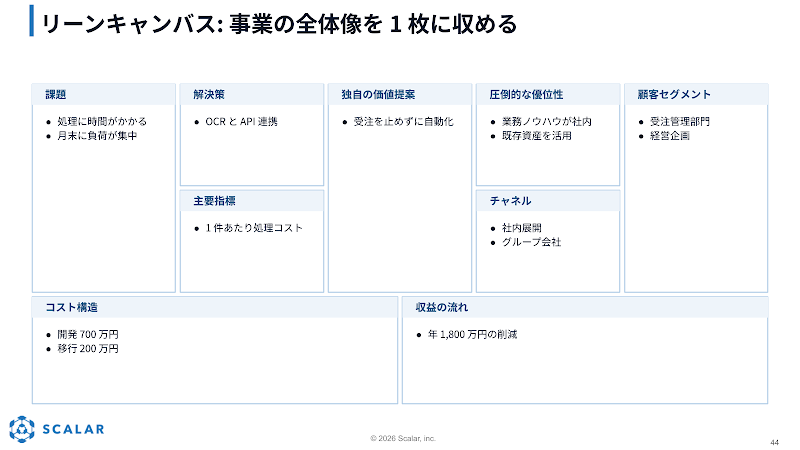 リーンキャンバス: 事業の全体像を 1 枚に収める
課題
● 処理に時間がかかる
● 月末に負荷が集中
解決策
● OCR と API 連携
主要指標
● 1 件あたり処理コスト
独自の価値提案
● 受注を止めずに自動化
圧倒的な優位性
● 業務ノウハウが社内
● 既存資産を活用
チャネル
● 社内展開
● グループ会社
顧客セグメント
● 受注管理部門
● 経営企画
コスト構造
● 開発 700 万円
● 移行 200 万円
収益の流れ
● 年 1,800 万円の削減
SCALAR
© 2026 Scalar, inc.
44